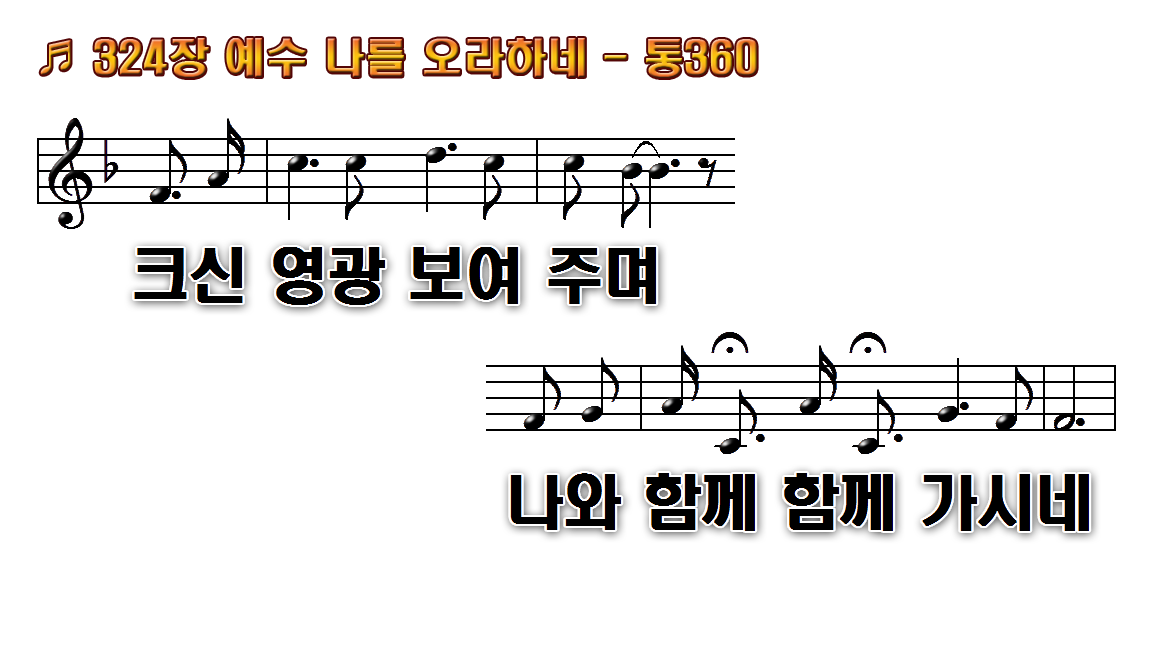 ♬ 324장 예수 나를 오라하네 - 통360
크신 영광 보여 주며
나와 함께 함께 가시네